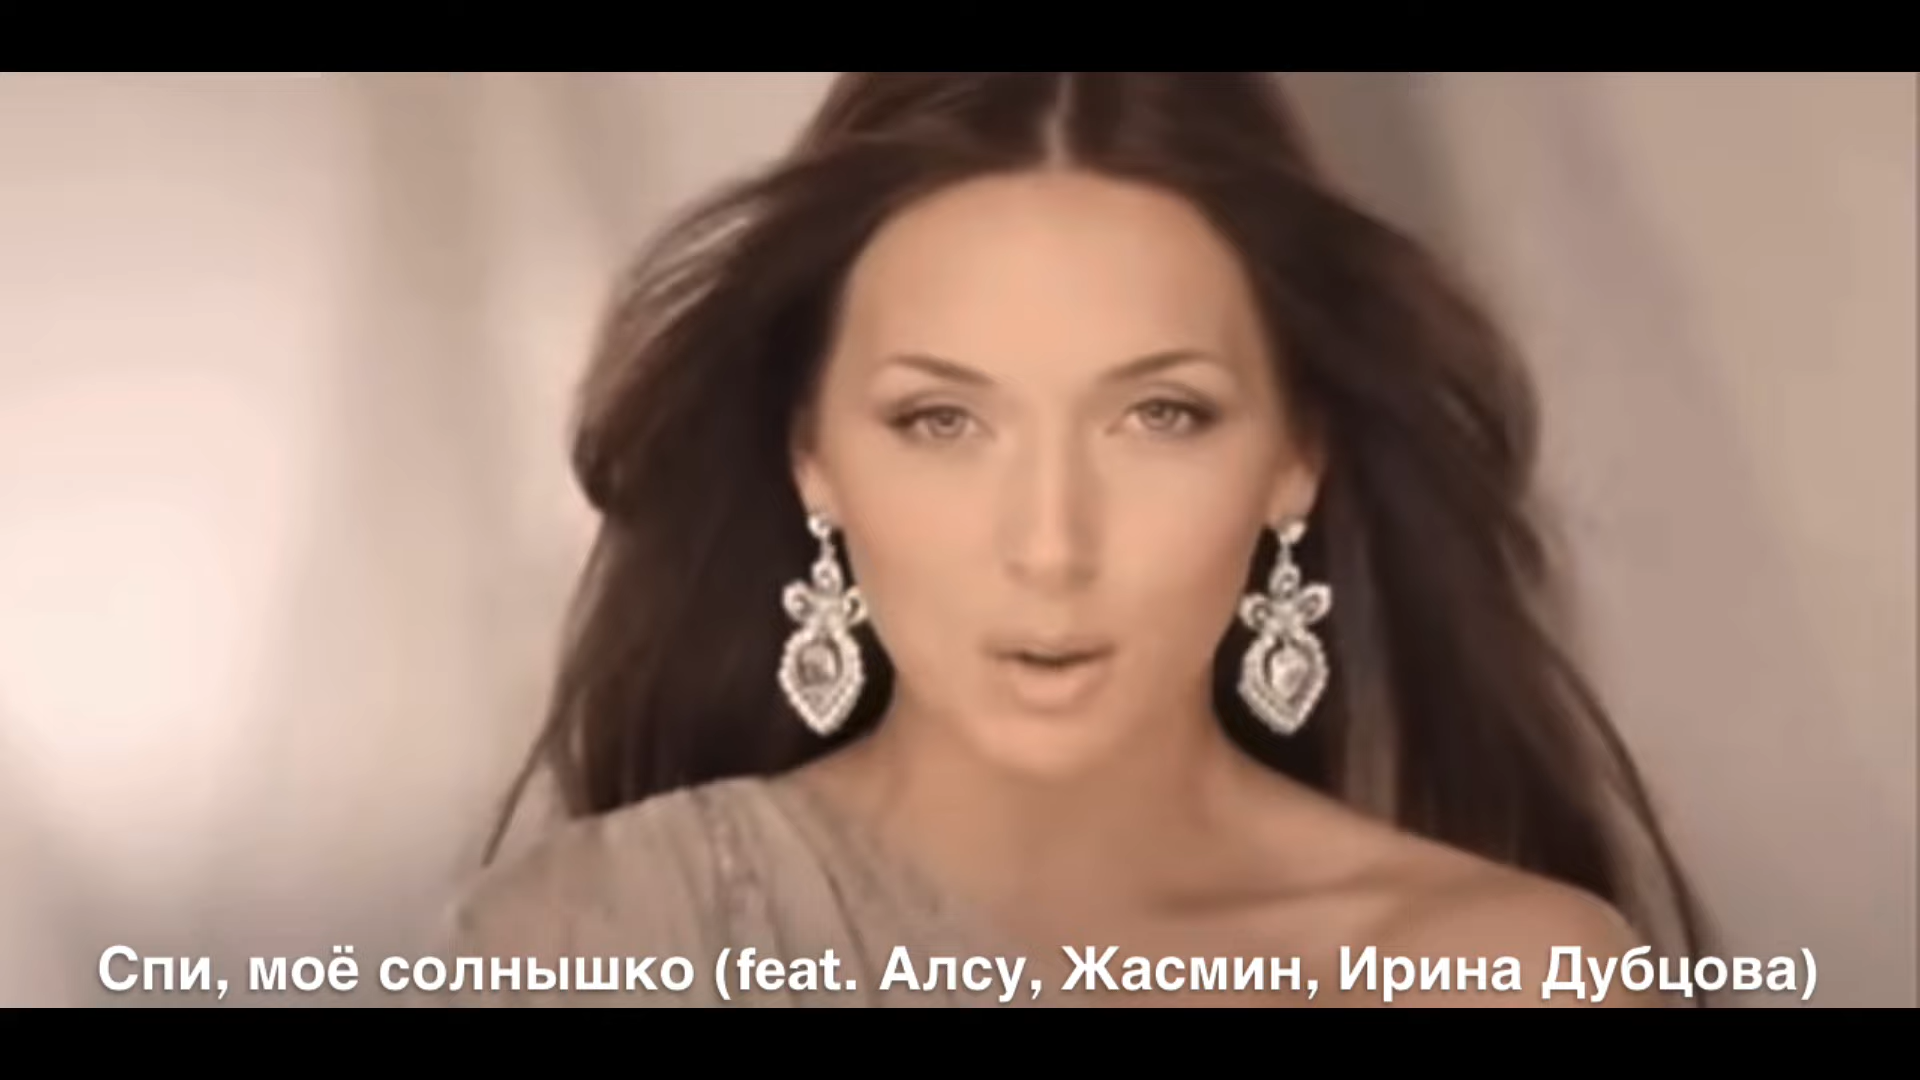 Спи, моё солнышко (feat. Алсу, Жасмин, Ирина Дубцова)